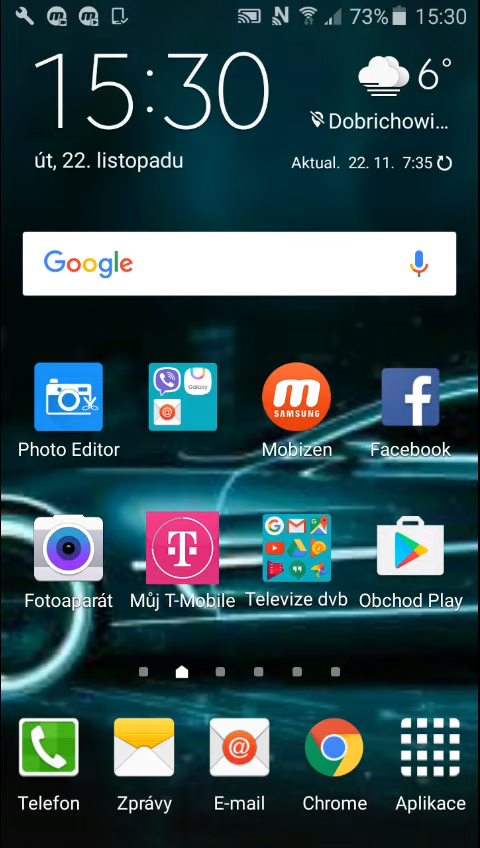 73% 15:30
15:30
6°
Dobrichowi...
út, 22. listopadu
Aktual. 22. 11. 7:35
Google
Galaxy
SAMSUNG
Photo Editor
Mobizen
Facebook
Fotoaparát
Můj T-Mobile
Televize dvb
Obchod Play
Telefon
Zprávy
E-mail
Chrome
Aplikace